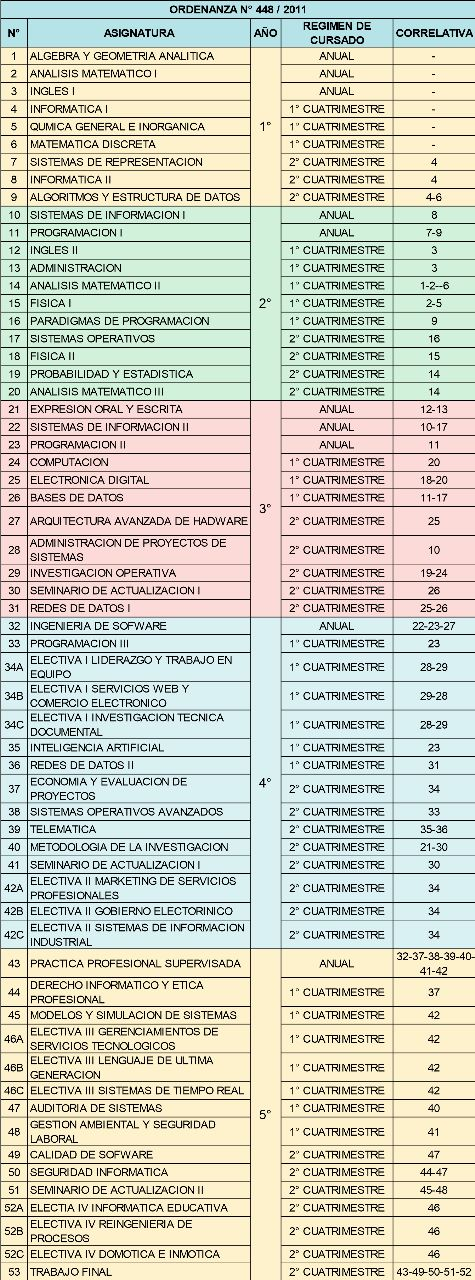 ORDENANZA N° 448 / 2011
N° ASIGNATURA AÑO REGIMEN DE CURSADO CORRELATIVA
1 ALGEBRA Y GEOMETRIA ANALITICA ANUAL -
2 ANALISIS MATEMATICO I ANUAL -
3 INGLES I ANUAL -
4 INFORMATICA I 1° CUATRIMESTRE -
5 QUMICA GENERAL E INORGANICA 1° CUATRIMESTRE -
6 MATEMATICA DISCRETA 1° CUATRIMESTRE -
1°
7 SISTEMAS DE REPRESENTACION 2° CUATRIMESTRE 4
8 INFORMATICA II 2° CUATRIMESTRE 4
9 ALGORITMOS Y ESTRUCTURA DE DATOS 2° CUATRIMESTRE 4-6
10 SISTEMAS DE INFORMACION I ANUAL 8
11 PROGRAMACION I ANUAL 7-9
12 INGLES II 1° CUATRIMESTRE 3
13 ADMINISTRACION 1° CUATRIMESTRE 3
14 ANALISIS MATEMATICO II 1° CUATRIMESTRE 1-2--6
15 FISICA I 2° 1° CUATRIMESTRE 2-5
16 PARADIGMAS DE PROGRAMACION 1° CUATRIMESTRE 9
17 SISTEMAS OPERATIVOS 2° CUATRIMESTRE 16
18 FISICA II 2° CUATRIMESTRE 15
19 PROBABILIDAD Y ESTADISTICA 2° CUATRIMESTRE 14
20 ANALISIS MATEMATICO III 2° CUATRIMESTRE 14
21 EXPRESION ORAL Y ESCRITA ANUAL 12-13
22 SISTEMAS DE INFORMACION II ANUAL 10-17
23 PROGRAMACION II ANUAL 11
24 COMPUTACION 1° CUATRIMESTRE 20
25 ELECTRONICA DIGITAL 1° CUATRIMESTRE 18-20
26 BASES DE DATOS 1° CUATRIMESTRE 11-17
3°
27 ARQUITECTURA AVANZADA DE HADWARE 2° CUATRIMESTRE 25
28 ADMINISTRACION DE PROYECTOS DE
SISTEMAS 2° CUATRIMESTRE 10
29 INVESTIGACION OPERATIVA 2° CUATRIMESTRE 19-24
30 SEMINARIO DE ACTUALIZACION I 2° CUATRIMESTRE 26
31 REDES DE DATOS I 2° CUATRIMESTRE 25-26
32 INGENIERIA DE SOFWARE ANUAL 22-23-27
33 PROGRAMACION III 1° CUATRIMESTRE 23
34A ELECTIVA I LIDERAZGO Y TRABAJO EN
EQUIPO 1° CUATRIMESTRE 28-29
34B ELECTIVA I SERVICIOS WEB Y
COMERCIO ELECTRONICO 1° CUATRIMESTRE 29-28
34C ELECTIVA I INVESTIGACION TECNICA
DOCUMENTAL 1° CUATRIMESTRE 28-29
35 INTELIGENCIA ARTIFICIAL 1° CUATRIMESTRE 23
36 REDES DE DATOS II 1° CUATRIMESTRE 31
4°
37 ECONOMIA Y EVALUACION DE
PROYECTOS 2° CUATRIMESTRE 34
38 SISTEMAS OPERATIVOS AVANZADOS 2° CUATRIMESTRE 33
39 TELEMATICA 2° CUATRIMESTRE 35-36
40 METODOLOGIA DE LA INVESTIGACION 2° CUATRIMESTRE 21-30
41 SEMINARIO DE ACTUALIZACION I 2° CUATRIMESTRE 30
42A ELECTIVA II MARKETING DE SERVICIOS
PROFESIONALES 2° CUATRIMESTRE 34
42B ELECTIVA II GOBIERNO ELECTORINICO 2° CUATRIMESTRE 34
42C ELECTIVA II SISTEMAS DE INFORMACION
INDUSTRIAL 2° CUATRIMESTRE 34
43 PRACTICA PROFESIONAL SUPERVISADA ANUAL 32-37-38-39-40-
41-42
44 DERECHO INFORMATICO Y ETICA
PROFESIONAL 1° CUATRIMESTRE 37
45 MODELOS Y SIMULACION DE SISTEMAS 1° CUATRIMESTRE 42
46A ELECTIVA III GERENCIAMIENTOS DE
SERVICIOS TECNOLOGICOS 1° CUATRIMESTRE 42
46B ELECTIVA III LENGUAJE DE ULTIMA
GENERACION 1° CUATRIMESTRE 42
46C ELECTIVA III SISTEMAS DE TIEMPO REAL 1° CUATRIMESTRE 42
47 AUDITORIA DE SISTEMAS 1° CUATRIMESTRE 40
5°
48 GESTION AMBIENTAL Y SEGURIDAD
LABORAL 1° CUATRIMESTRE 41
49 CALIDAD DE SOFWARE 2° CUATRIMESTRE 47
50 SEGURIDAD INFORMATICA 2° CUATRIMESTRE 44-47
51 SEMINARIO DE ACTUALIZACION II 2° CUATRIMESTRE 45-48
52A ELECTIA IV INFORMATICA EDUCATIVA 2° CUATRIMESTRE 46
52B ELECTIVA IV REINGENIERIA DE
PROCESOS 2° CUATRIMESTRE 46
52C ELECTIVA IV DOMOTICA E INMOTICA 2° CUATRIMESTRE 46
53 TRABAJO FINAL 2° CUATRIMESTRE 43-49-50-51-52